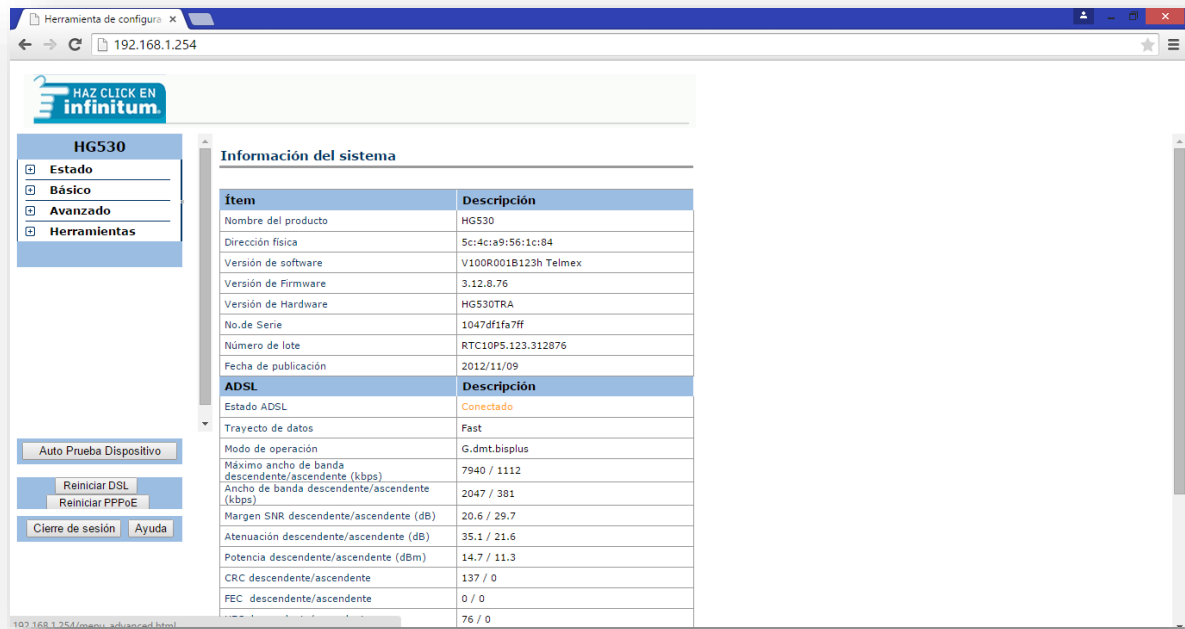 Herramienta de configura
192.168.1.254
HAZ CLICK EN
infinitum.
HG530
Estado
Básico
Avanzado
Herramientas
Auto Prueba Dispositivo
Reiniciar DSL
Reiniciar PPPoE
Cierre de sesión Ayuda
Información del sistema
Ítem Descripción
Nombre del producto HG530
Dirección física 5c:4c:a9:56:1c:84
Versión de software V100R001B123h Telmex
Versión de Firmware 3.12.8.76
Versión de Hardware HG530TRA
No.de Serie 1047df1fa7ff
Número de lote RTC10P5.123.312876
Fecha de publicación 2012/11/09
ADSL Descripción
Estado ADSL Conectado
Trayecto de datos Fast
Modo de operación G.dmt.bisplus
Máximo ancho de banda
descendente/ascendente (kbps) 7940 / 1112
Ancho de banda descendente/ascendente
(kbps) 2047 / 381
Margen SNR descendente/ascendente (dB) 20.6 / 29.7
Atenuación descendente/ascendente (dB) 35.1 / 21.6
Potencia descendente/ascendente (dBm) 14.7 / 11.3
CRC descendente/ascendente 137 / 0
FEC descendente/ascendente 0 / 0
76 / 0
192.168.1.254/menu_advanced.html